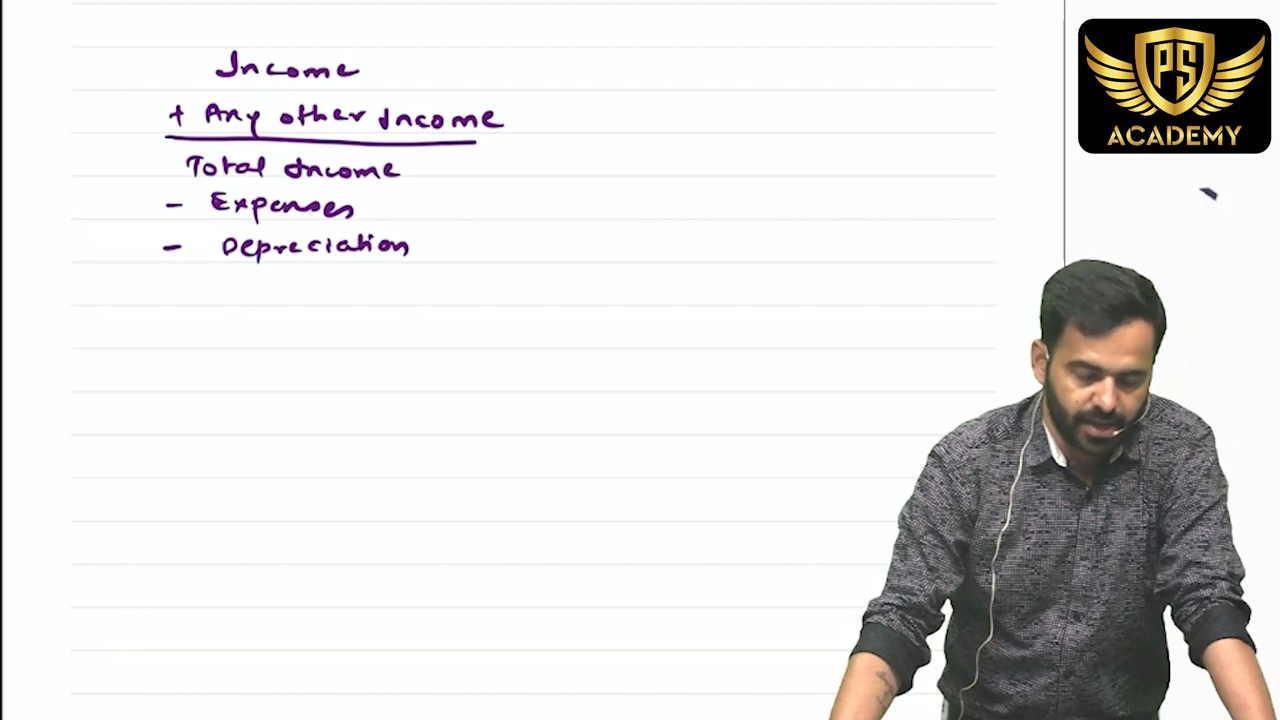 Income
+ Any other Income
Total Income
- Expenses
- Depreciation
PS
ACADEMY